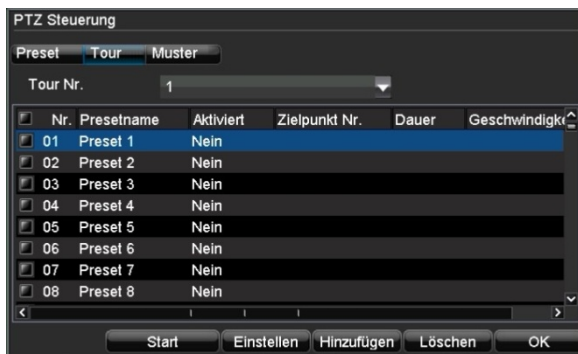 PTZ Steuerung
Preset Tour Muster
Tour Nr. 1
Nr. Presetname Aktiviert Zielpunkt Nr. Dauer Geschwindigke
01 Preset 1 Nein
02 Preset 2 Nein
03 Preset 3 Nein
04 Preset 4 Nein
05 Preset 5 Nein
06 Preset 6 Nein
07 Preset 7 Nein
08 Preset 8 Nein
Start Einstellen Hinzufügen Löschen OK